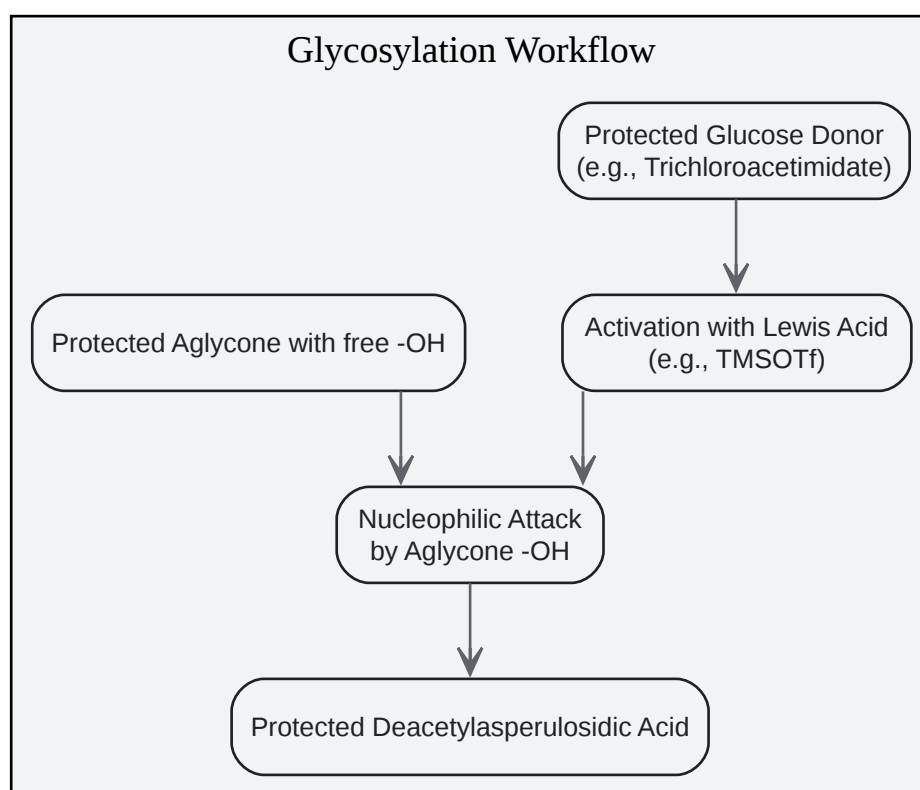 Glycosylation Workflow
Protected Glucose Donor
(e.g., Trichloroacetimidate)
Protected Aglycone with free -OH
Activation with Lewis Acid
(e.g., TMSOTf)
Nucleophilic Attack
by Aglycone -OH
Protected Deacetylasperulosidic Acid